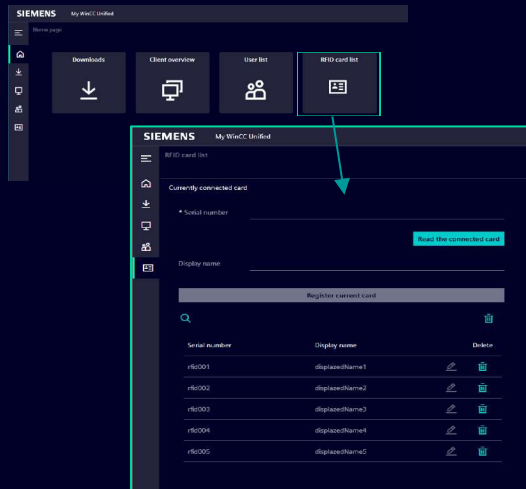 SIEMENS My WinCC Unified
Home page
Downloads Client overview User list RFID card list
SIEMENS My WinCC Unified
RFID card list
Currently connected card
* Serial number
Read the connected card
Display name
Register current card
Serial number Display name Delete
rfid001 displazedName1
rfid002 displazedName2
rfid003 displazedName3
rfid004 displazedName4
rfid005 displazedName5